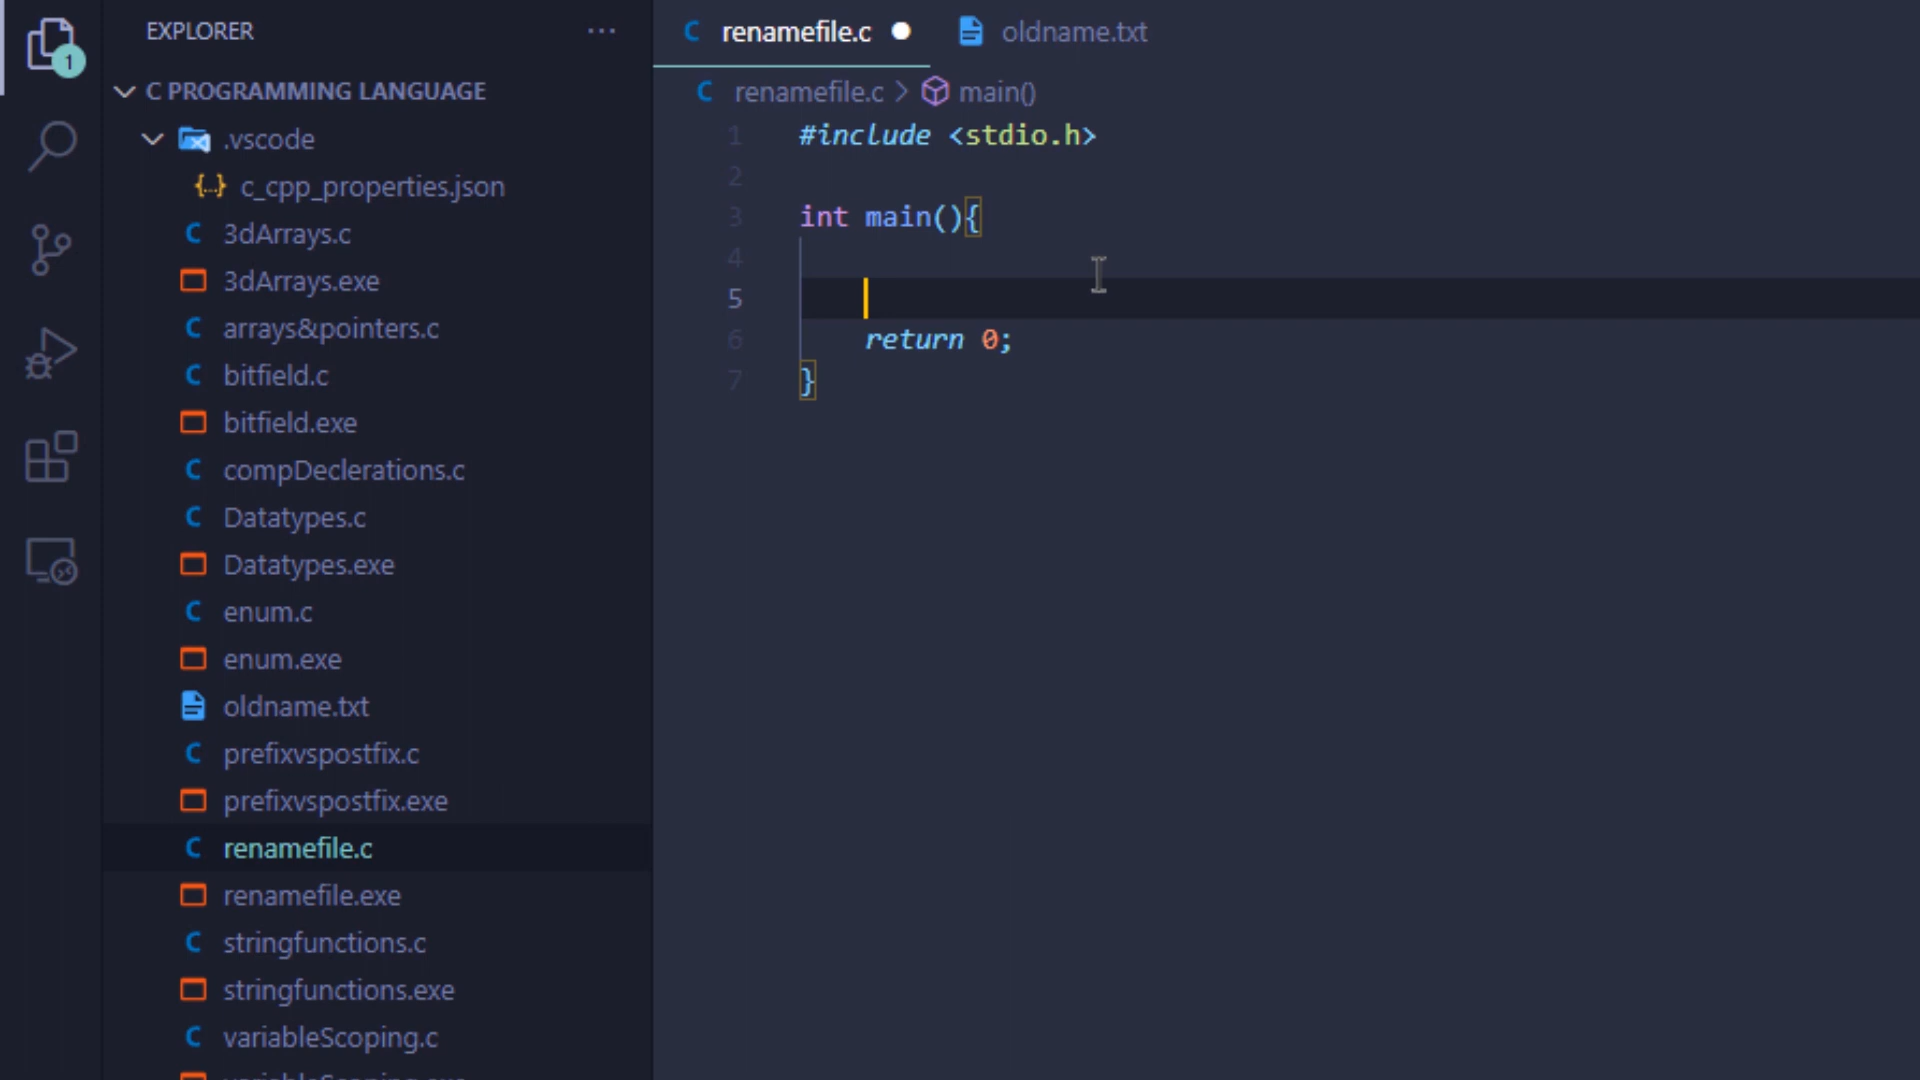 EXPLORER
C PROGRAMMING LANGUAGE
.vscode
{..} c_cpp_properties.json
C 3dArrays.c
3dArrays.exe
C arrays&pointers.c
C bitfield.c
bitfield.exe
C compDeclerations.c
C Datatypes.c
Datatypes.exe
C enum.c
enum.exe
oldname.txt
C prefixvspostfix.c
prefixvspostfix.exe
C renamefile.c
renamefile.exe
C stringfunctions.c
stringfunctions.exe
C variableScoping.c
1
C renamefile.c
oldname.txt
C renamefile.c > main()
1 #include <stdio.h>
2
3 int main(){
4
5
6 return 0;
7 }